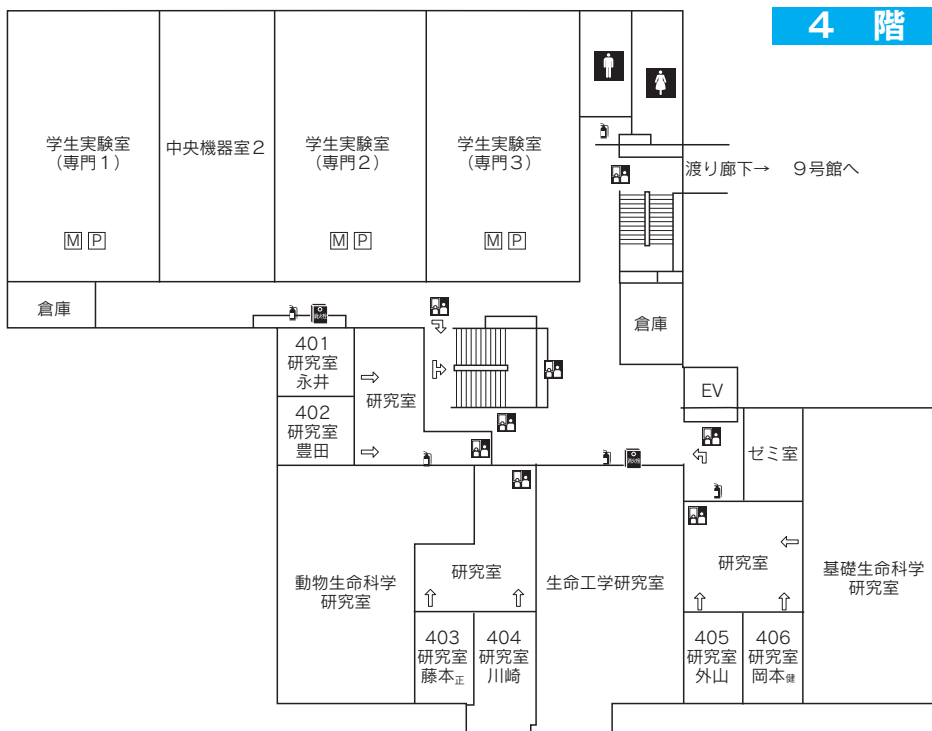 4 階
学生実験室
(専門1)
中央機器室2
学生実験室
(専門2)
学生実験室
(専門3)
渡り廊下→ 9号館へ
M P
M P
M P
倉庫
倉庫
401
研究室
永井
研究室
402
研究室
豊田
EV
ゼミ室
動物生命科学
研究室
研究室
生命工学研究室
研究室
基礎生命科学
研究室
403
研究室
藤本正
404
研究室
川崎
405
研究室
外山
406
研究室
岡本健